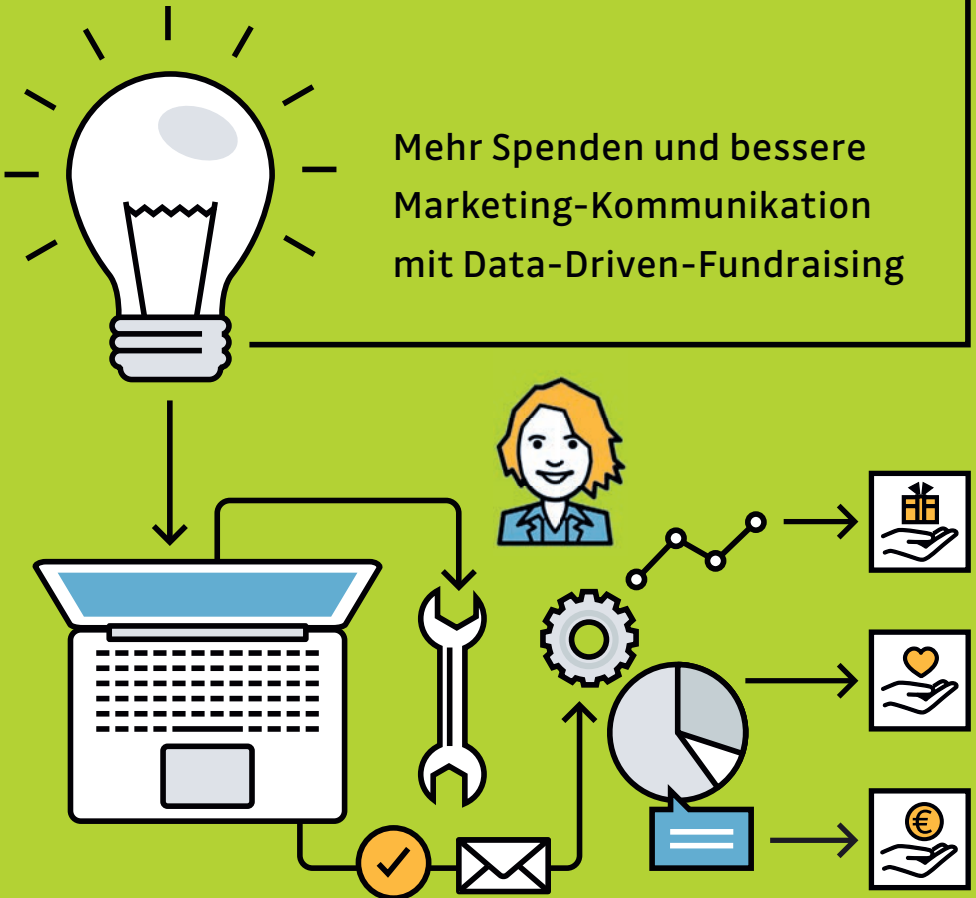 Mehr Spenden und bessere
Marketing-Kommunikation
mit Data-Driven-Fundraising
€